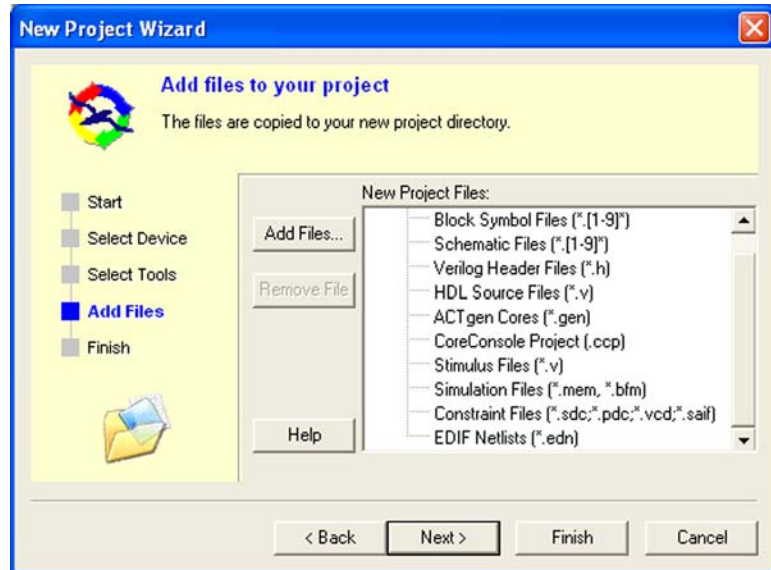 New Project Wizard
Add files to your project
The files are copied to your new project directory.
Start
Select Device
Select Tools
Add Files
Finish
Add Files...
Remove File
Help
New Project Files:
Block Symbol Files (*.[1-9]*)
Schematic Files (*.[1-9]*)
Verilog Header Files (*.h)
HDL Source Files (*.v)
ACTgen Cores (*.gen)
CoreConsole Project (.ccp)
Stimulus Files (*.v)
Simulation Files (*.mem, *.bfm)
Constraint Files (*.sdc;*.pdc;*.vcd;*.saif)
EDIF Netlists (*.edn)
< Back
Next >
Finish
Cancel